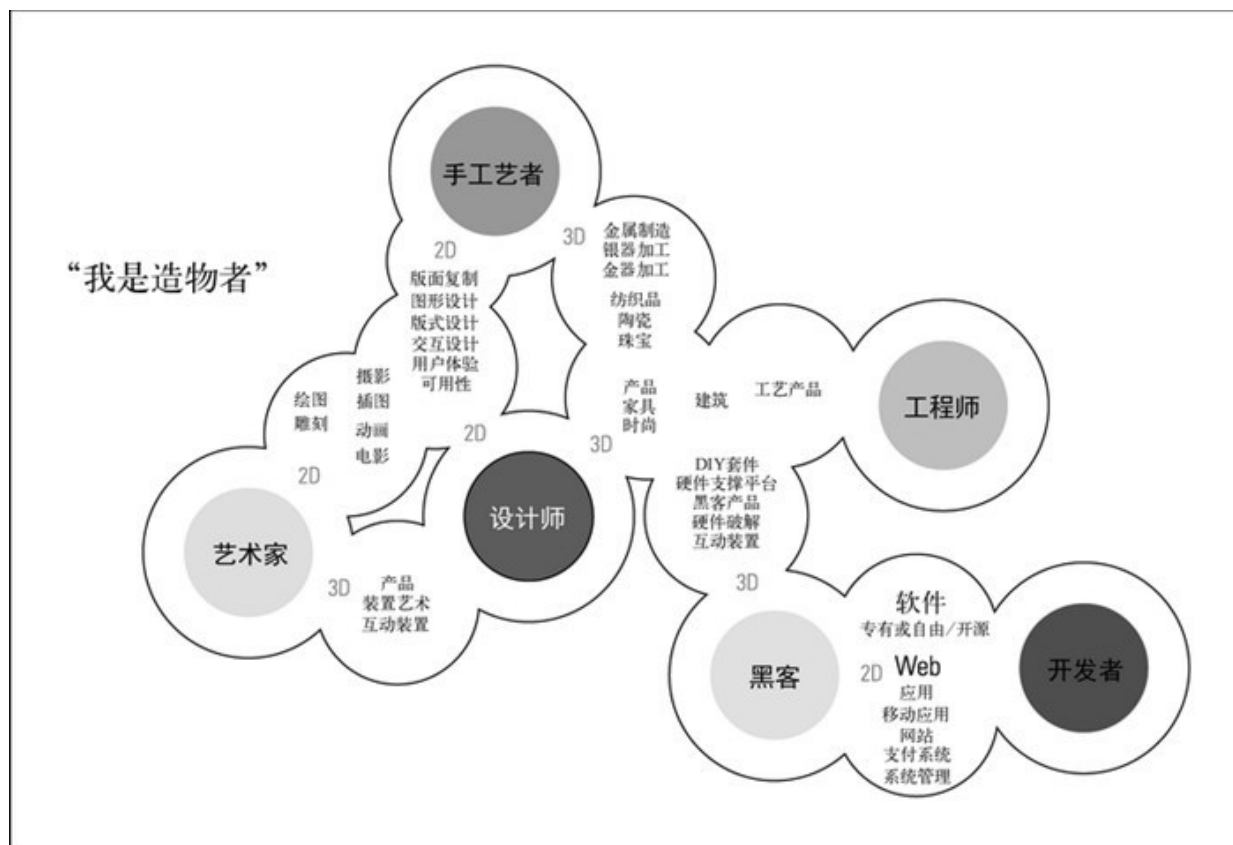 “我是造物者”
手工艺者
2D
版面复制
图形设计
版式设计
交互设计
用户体验
可用性
3D
金属制造
银器加工
金器加工
纺织品
陶瓷
珠宝
产品
家具
时尚
建筑
工艺产品
工程师
绘图
雕刻
摄影
插图
动画
电影
2D
2D
3D
艺术家
设计师
3D
产品
装置艺术
互动装置
DIY套件
硬件支撑平台
黑客产品
硬件破解
互动装置
3D
黑客
软件
专有或自由/开源
2D
Web
应用
移动应用
网站
支付系统
系统管理
开发者